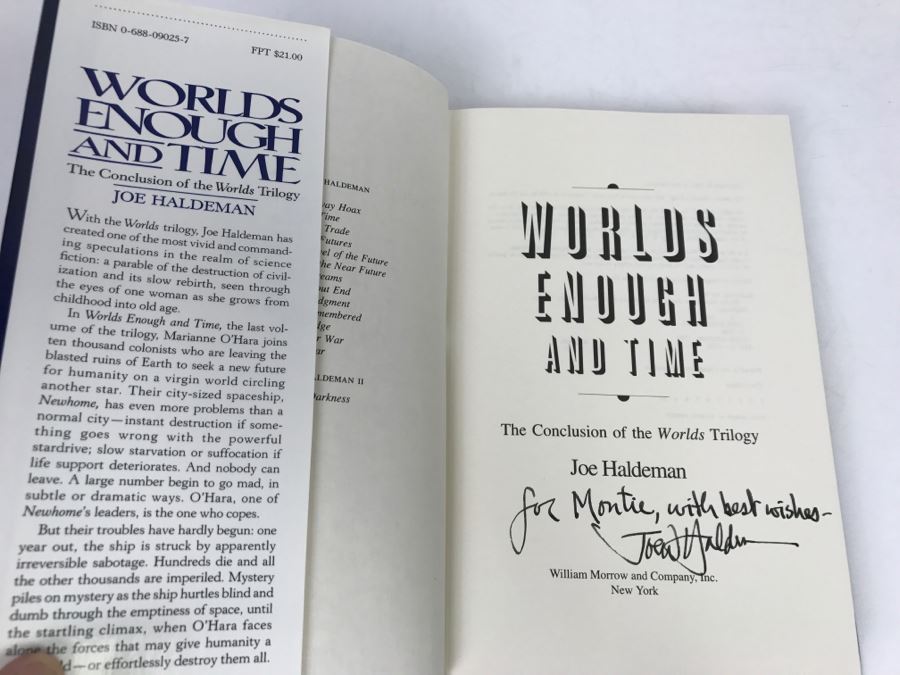 ISBN 0-688-09025-7
FPT $21.00
WORLDS
ENOUGH
AND TIME
The Conclusion of the Worlds Trilogy
JOE HALDEMAN
With the Worlds trilogy, Joe Haldeman has
created one of the most vivid and command-
ing speculations in the realm of science
fiction: a parable of the destruction of civil-
ization and its slow rebirth, seen through
the eyes of one woman as she grows from
childhood into old age.
In Worlds Enough and Time, the last vol-
ume of the trilogy, Marianne O'Hara joins
ten thousand colonists who are leaving the
blasted ruins of Earth to seek a new future
for humanity on a virgin world circling
another star. Their city-sized spaceship,
Newhome, has even more problems than a
normal city—instant destruction if some-
thing goes wrong with the powerful
stardrive; slow starvation or suffocation if
life support deteriorates. And nobody can
leave. A large number begin to go mad, in
subtle or dramatic ways. O'Hara, one of
Newhome's leaders, is the one who copes.
But their troubles have hardly begun: one
year out, the ship is struck by apparently
irreversible sabotage. Hundreds die and all
the other thousands are imperiled. Mystery
piles on mystery as the ship hurtles blind and
dumb through the emptiness of space, until
the startling climax, when O'Hara faces
alone the forces that may give humanity a
ld—or effortlessly destroy them all.
HALDEMAN
ay Hoax
Time
Trade
Futures
el of the Future
he Near Future
eams
out End
dgment
membered
dge
r War
ar
ALDEMAN II
Darkness
WORLDS
ENOUGH
AND TIME
The Conclusion of the Worlds Trilogy
Joe Haldeman
for Montie, with best wishes-
Joe W Haldeman
William Morrow and Company, Inc.
New York